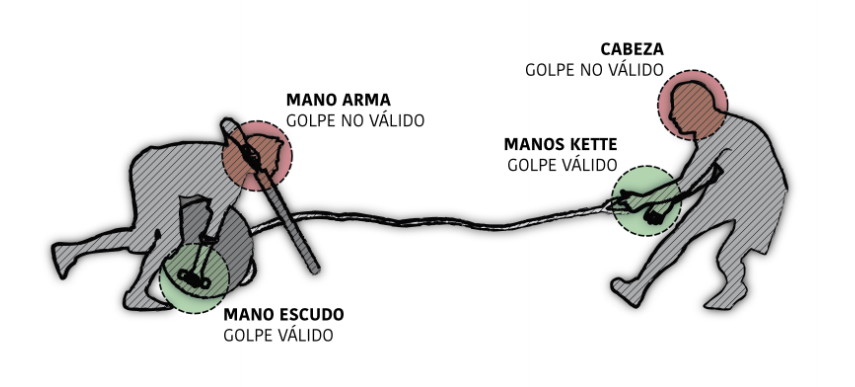 CABEZA
GOLPE NO VÁLIDO
MANO ARMA
GOLPE NO VÁLIDO
MANOS KETTE
GOLPE VÁLIDO
MANO ESCUDO
GOLPE VÁLIDO